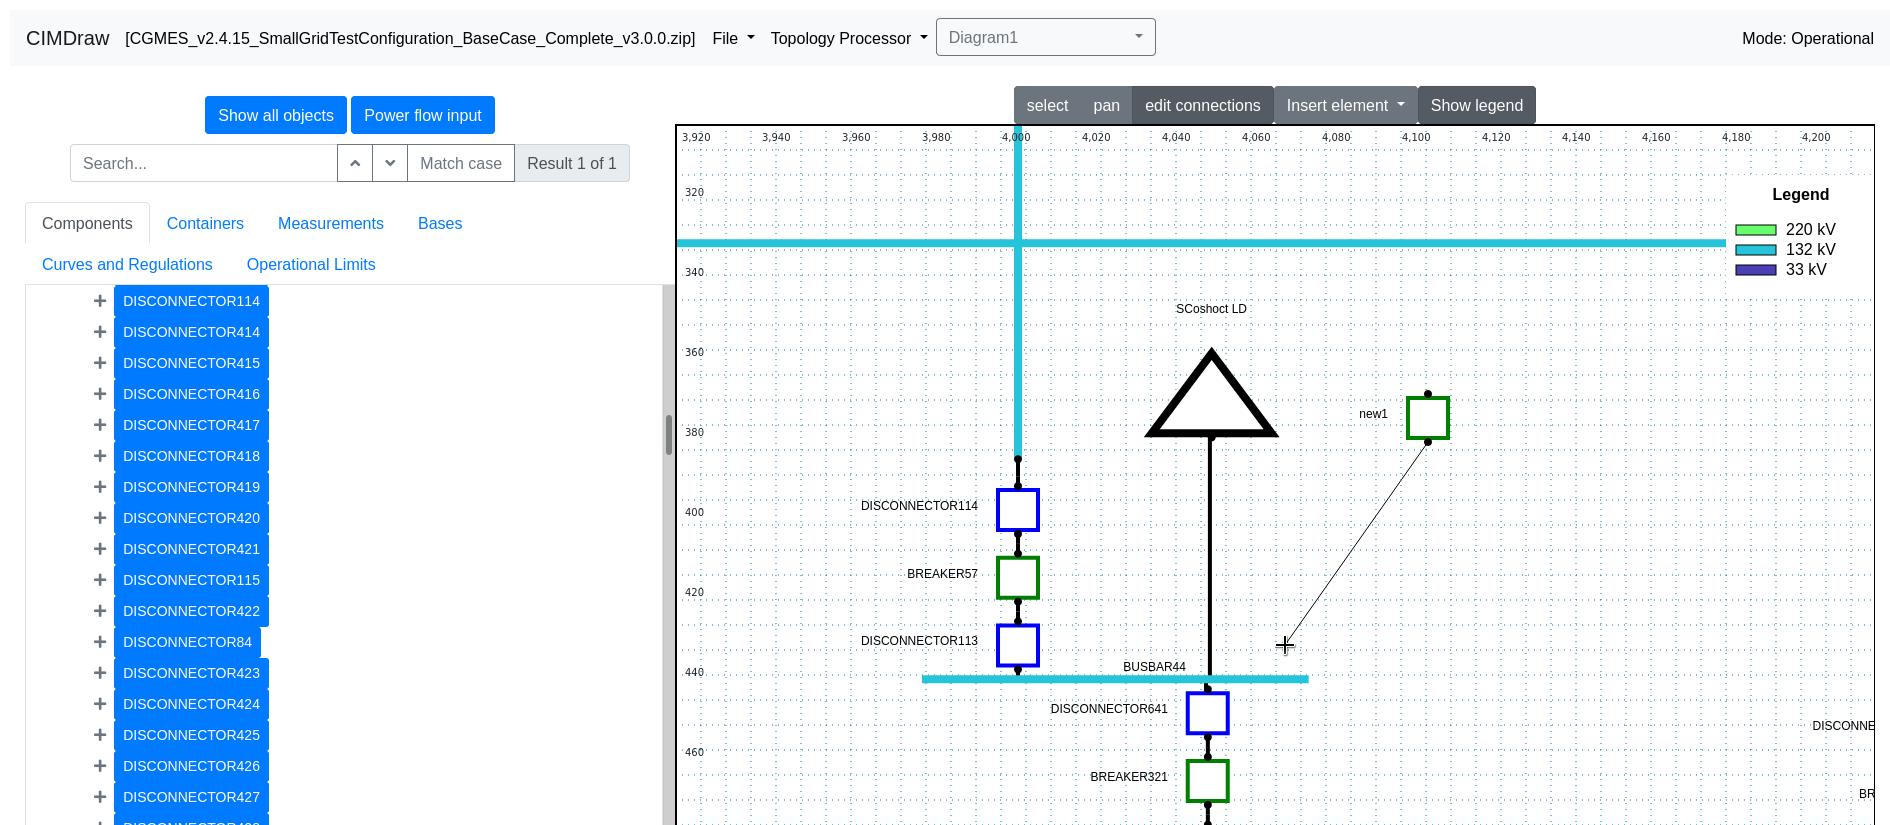 CIMDraw [CGMES_v2.4.15_SmallGridTestConfiguration_BaseCase_Complete_v3.0.0.zip] File Topology Processor Diagram1 Mode: Operational
Show all objects Power flow input
Search... Match case Result 1 of 1
Components Containers Measurements Bases
Curves and Regulations Operational Limits
DISCONNECTOR114
DISCONNECTOR414
DISCONNECTOR415
DISCONNECTOR416
DISCONNECTOR417
DISCONNECTOR418
DISCONNECTOR419
DISCONNECTOR420
DISCONNECTOR421
DISCONNECTOR115
DISCONNECTOR422
DISCONNECTOR84
DISCONNECTOR423
DISCONNECTOR424
DISCONNECTOR425
DISCONNECTOR426
DISCONNECTOR427
select pan edit connections Insert element Show legend
3,920 3,940 3,960 3,980 4,000 4,020 4,040 4,060 4,080 4,100 4,120 4,140 4,160 4,180 4,200
320
340
360
380
400
420
440
460
Legend
220 kV
132 kV
33 kV
SCoshoct LD
new1
DISCONNECTOR114
BREAKER57
DISCONNECTOR113
BUSBAR44
DISCONNECTOR641
DISCONNE
BREAKER321
BR